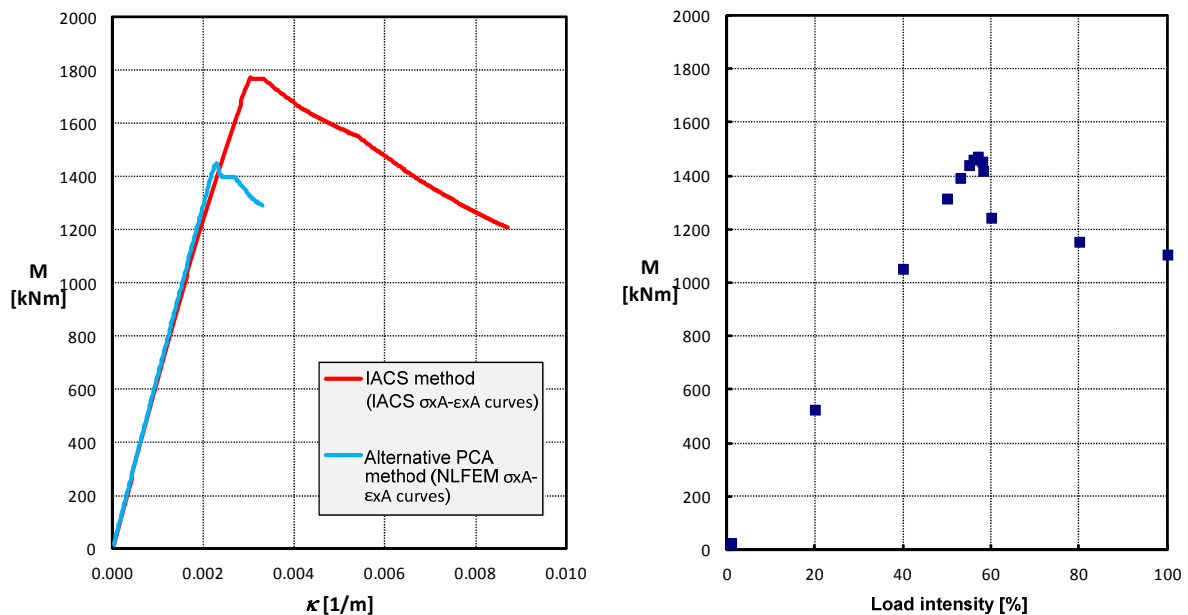 2000
1800
1600
1400
1200
1000
800
600
400
200
0
M
[kNm]
0.000 0.002 0.004 0.006 0.008 0.010
κ [1/m]
IACS method
(IACS σxA-εxA curves)
Alternative PCA
method (NLFEM σxA-
εxA curves)
2000
1800
1600
1400
1200
1000
800
600
400
200
0
M
[kNm]
0 20 40 60 80 100
Load intensity [%]